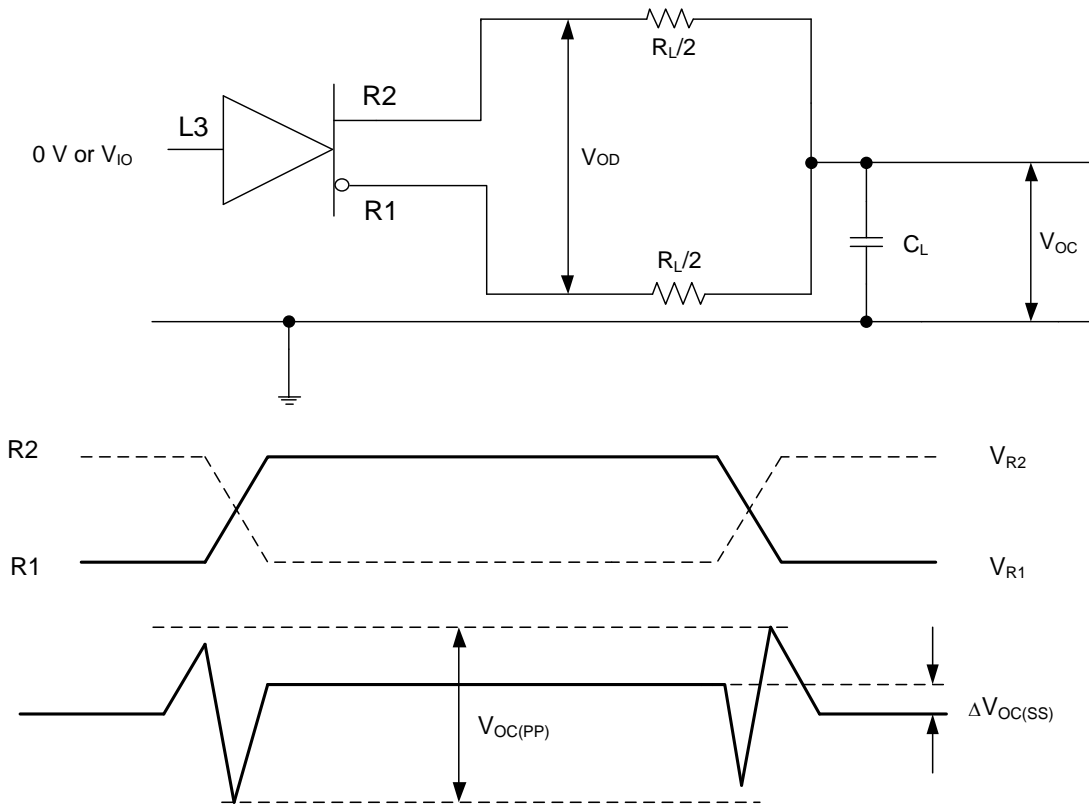 R_L/2
R2
L3
0 V or V_IO
V_OD
R1
R_L/2
C_L
V_OC
R2
V_R2
R1
V_R1
V_OC(PP)
ΔV_OC(SS)